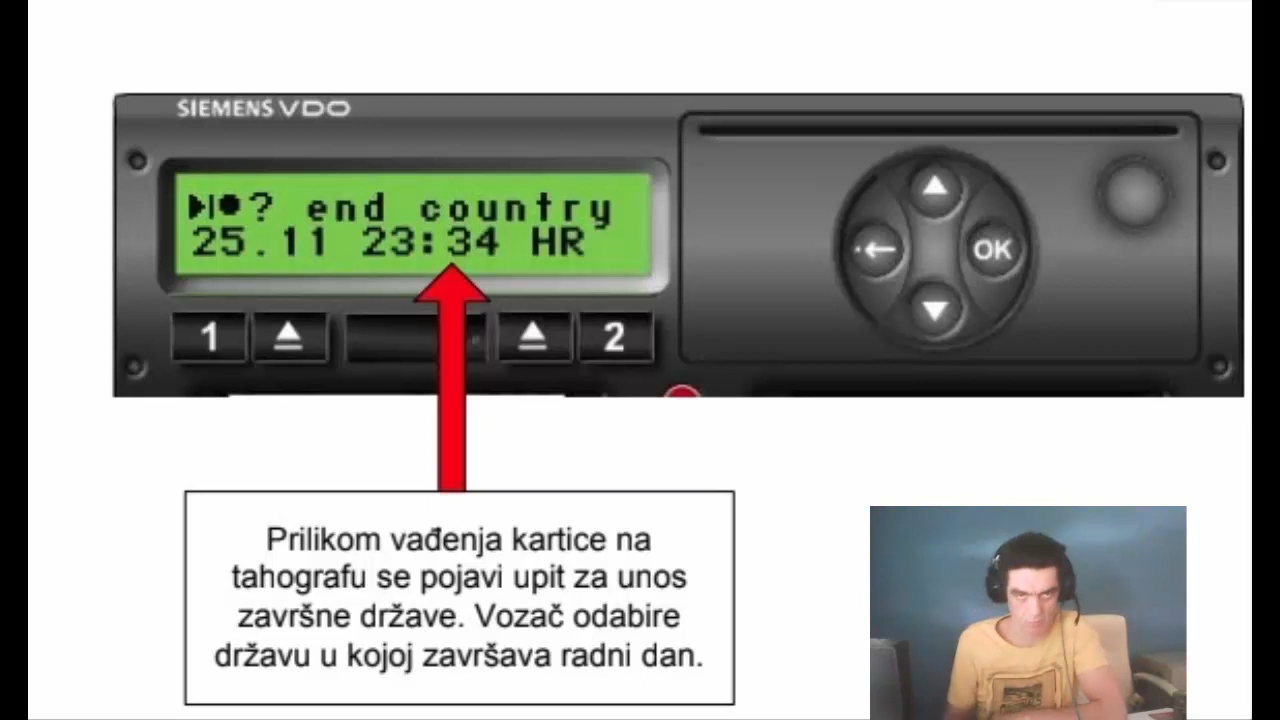 SIEMENS VDO
? end country
25.11 23:34 HR
OK
1
2
Prilikom vađenja kartice na
tahografu se pojavi upit za unos
završne države. Vozač odabire
državu u kojoj završava radni dan.